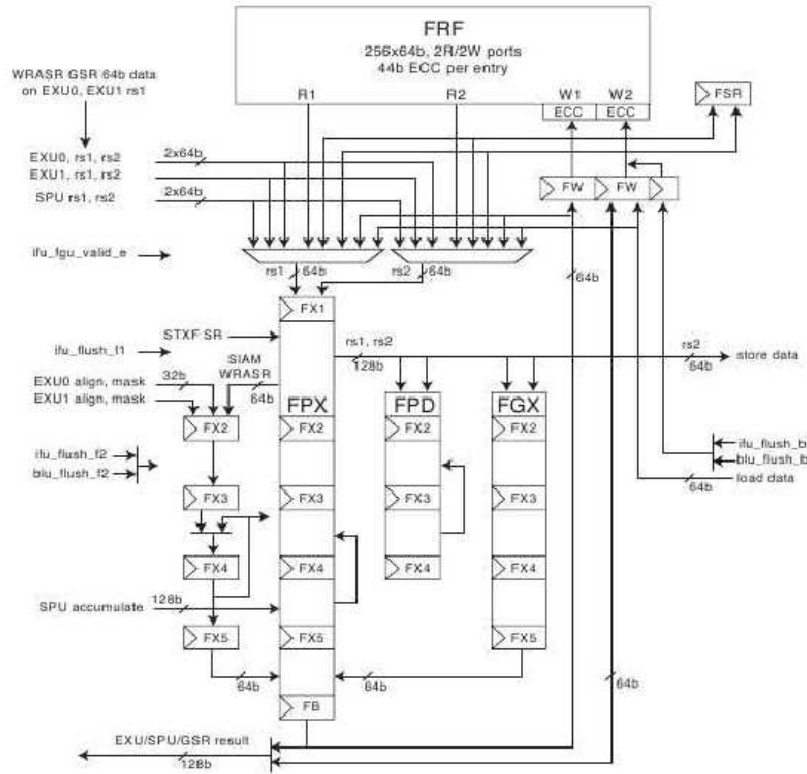 FRF
256x64b, 2R/2W ports
44b ECC per entry
R1
R2
W1
W2
ECC
ECC
FSR
WRASR GSR 64b data
on EXU0, EXU1 rs1
EXU0, rs1, rs2
2x64b
EXU1, rs1, rs2
SPU rs1, rs2
2x64b
FW
FW
ifu_fgu_valid_e
rs1
64b
rs2
64b
64b
FX1
STXFSR
rs1, rs2
128b
rs2
64b
store data
ifu_flush_f1
SIAM
WRASR
64b
EXU0 align, mask
32b
EXU1 align, mask
FPX
FPD
FGX
FX2
FX2
FX2
FX2
ifu_flush_f2
blu_flush_f2
ifu_flush_b
blu_flush_b
load data
64b
FX3
FX3
FX3
FX3
FX4
FX4
FX4
FX4
SPU accumulate
128b
FX5
FX5
FX5
64b
64b
64b
FB
EXU/SPU/GSR result
128b